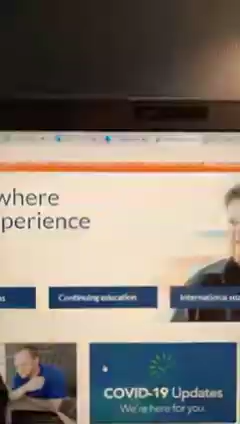 where
perience
Continuing education
International
COVID-19 Updates
We're here for you.